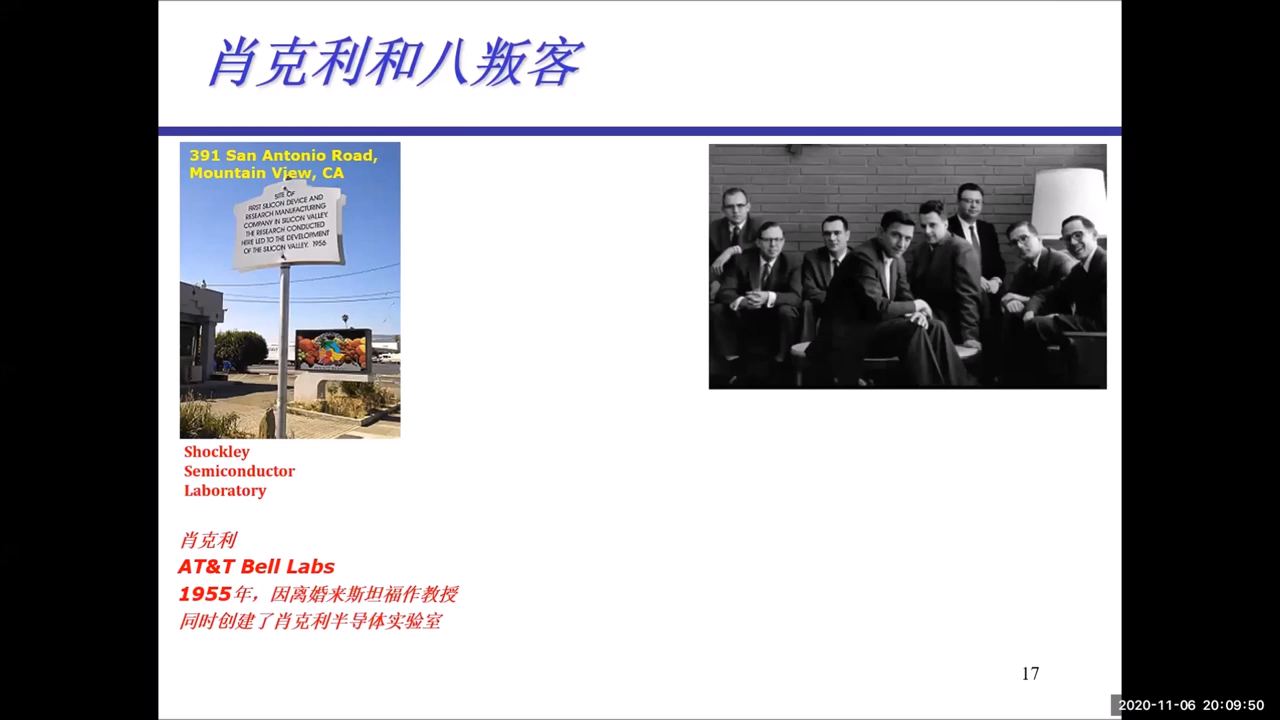 肖克利和八叛客
391 San Antonio Road,
Mountain View, CA
SITE OF
FIRST SILICON DEVICE AND
RESEARCH MANUFACTURING
COMPANY IN SILICON VALLEY.
THE RESEARCH CONDUCTED
HERE LED TO THE DEVELOPMENT
OF THE SILICON VALLEY. 1956
Shockley
Semiconductor
Laboratory
肖克利
AT&T Bell Labs
1955年，因离婚来斯坦福作教授
同时创建了肖克利半导体实验室
17
2020-11-06 20:09:50